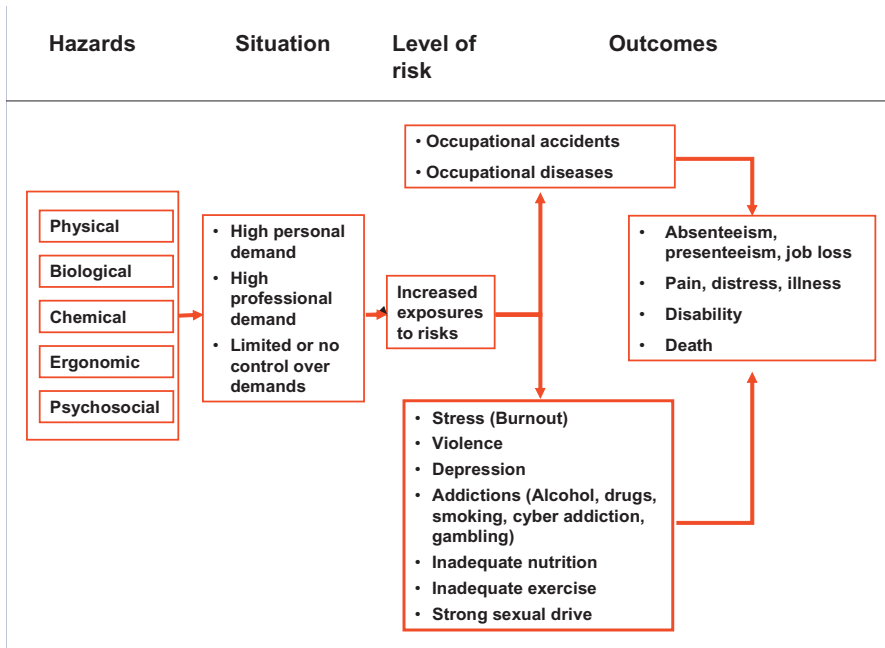 Hazards
Situation
Level of
risk
Outcomes
• Occupational accidents
• Occupational diseases
Physical
Biological
Chemical
Ergonomic
Psychosocial
• High personal
demand
• High
professional
demand
• Limited or no
control over
demands
Increased
exposures
to risks
• Absenteeism,
presenteeism, job loss
• Pain, distress, illness
• Disability
• Death
• Stress (Burnout)
• Violence
• Depression
• Addictions (Alcohol, drugs,
smoking, cyber addiction,
gambling)
• Inadequate nutrition
• Inadequate exercise
• Strong sexual drive